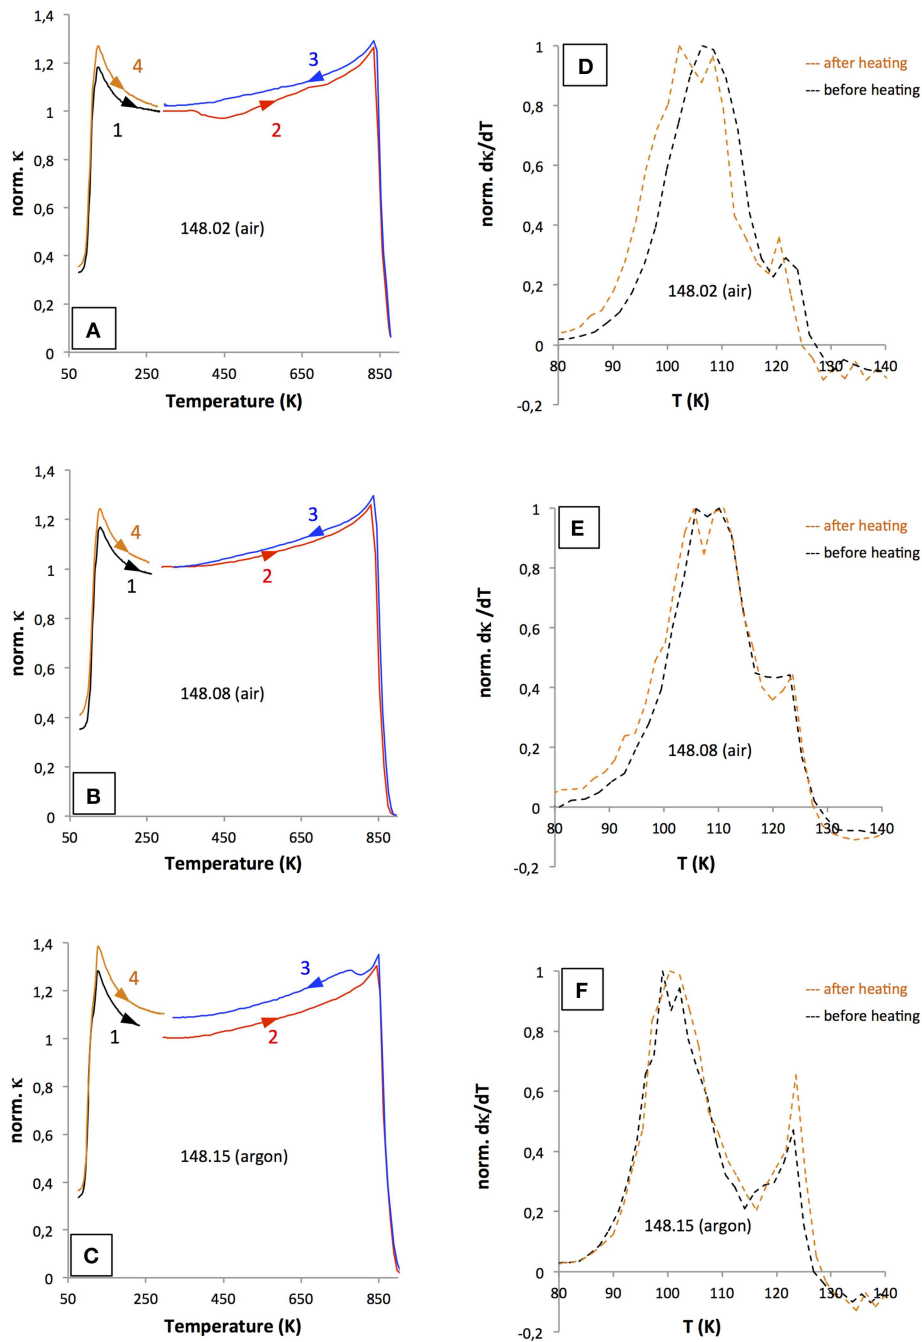 1,4
1,2
1
0,8
0,6
0,4
0,2
0
norm. κ
4
1
3
2
148.02 (air)
A
50 250 450 650 850
Temperature (K)
1
0,8
0,6
0,4
0,2
0
-0,2
norm. dκ/dT
D
after heating
before heating
148.02 (air)
80 90 100 110 120 130 140
T (K)
1,4
1,2
1
0,8
0,6
0,4
0,2
0
norm. κ
4
1
3
2
148.08 (air)
B
50 250 450 650 850
Temperature (K)
1
0,8
0,6
0,4
0,2
0
-0,2
norm. dκ /dT
E
after heating
before heating
148.08 (air)
80 90 100 110 120 130 140
T (K)
1,4
1,2
1
0,8
0,6
0,4
0,2
0
norm. κ
4
1
3
2
148.15 (argon)
C
50 250 450 650 850
Temperature (K)
1
0,8
0,6
0,4
0,2
0
-0,2
norm. dκ/dT
F
after heating
before heating
148.15 (argon)
80 90 100 110 120 130 140
T (K)